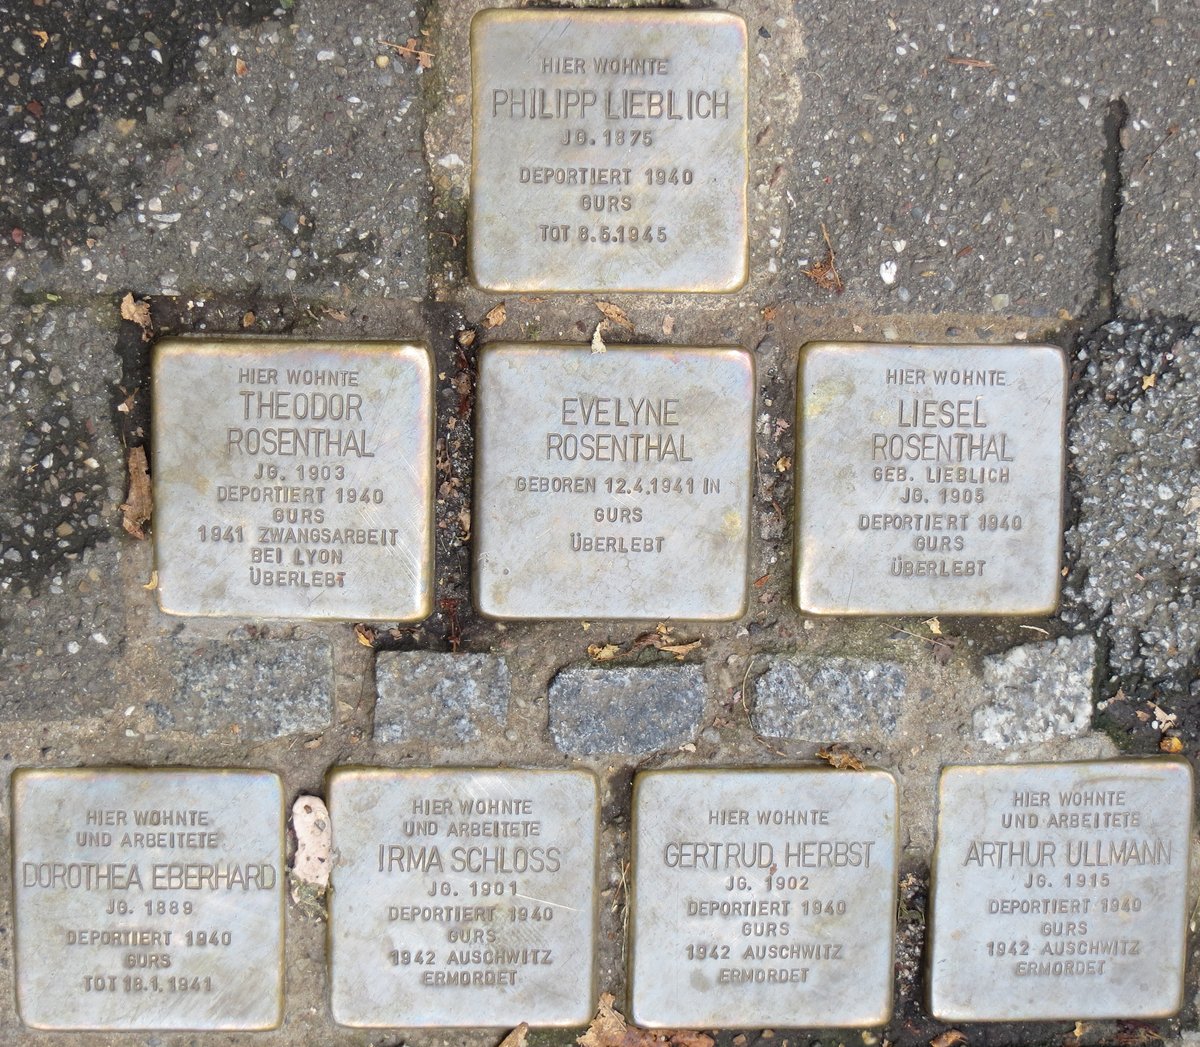 HIER WOHNTE
PHILIPP LIEBLICH
JG. 1875
DEPORTIERT 1940
GURS
TOT 8.5.1945
HIER WOHNTE
THEODOR
ROSENTHAL
JG. 1903
DEPORTIERT 1940
GURS
1941 ZWANGSARBEIT
BEI LYON
ÜBERLEBT
EVELYNE
ROSENTHAL
GEBOREN 12.4.1941 IN
GURS
ÜBERLEBT
HIER WOHNTE
LIESEL
ROSENTHAL
GEB. LIEBLICH
JG. 1905
DEPORTIERT 1940
GURS
ÜBERLEBT
HIER WOHNTE
UND ARBEITETE
DOROTHEA EBERHARD
JG. 1889
DEPORTIERT 1940
GURS
TOT 18.1.1941
HIER WOHNTE
UND ARBEITETE
IRMA SCHLOSS
JG. 1901
DEPORTIERT 1940
GURS
1942 AUSCHWITZ
ERMORDET
HIER WOHNTE
GERTRUD HERBST
JG. 1902
DEPORTIERT 1940
GURS
1942 AUSCHWITZ
ERMORDET
HIER WOHNTE
UND ARBEITETE
ARTHUR ULLMANN
JG. 1915
DEPORTIERT 1940
GURS
1942 AUSCHWITZ
ERMORDET